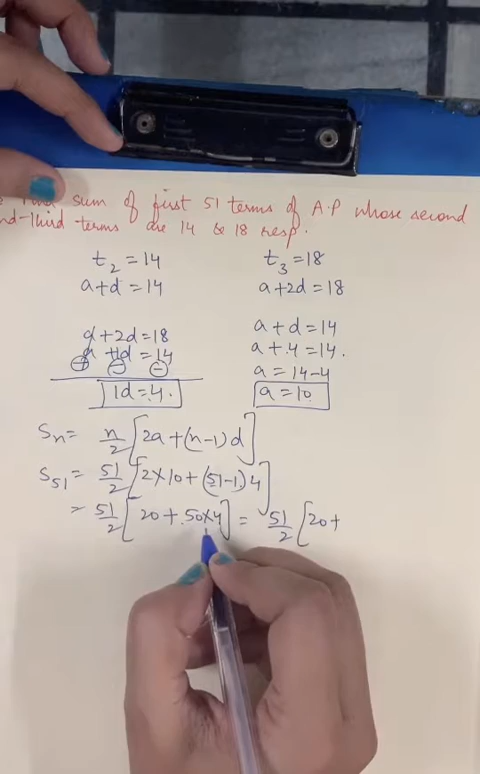 sum of first 51 terms of A.P whose second
nd-Third terms are 14 & 18 resp.
t₂ = 14
t₃ = 18
a+d = 14
a+2d = 18
a+2d = 18
a+d = 14
1d = 4.
a+d = 14
a+.4 = 14.
a = 14-4
a = 10
Sn = n/2 [2a+(n-1)d]
S51 = 51/2 [2×10+(51-1)4]
= 51/2 [20+.50×4] = 51/2 [20+